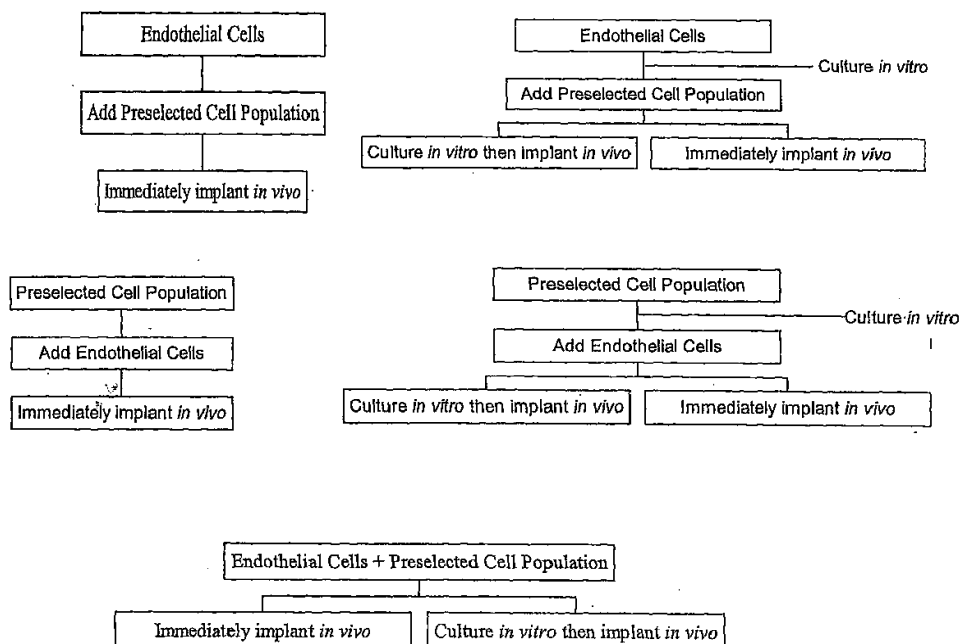 Endothelial Cells
Add Preselected Cell Population
Immediately implant in vivo
Endothelial Cells
Culture in vitro
Add Preselected Cell Population
Culture in vitro then implant in vivo
Immediately implant in vivo
Preselected Cell Population
Add Endothelial Cells
Immediately implant in vivo
Preselected Cell Population
Culture in vitro
Add Endothelial Cells
Culture in vitro then implant in vivo
Immediately implant in vivo
Endothelial Cells + Preselected Cell Population
Immediately implant in vivo
Culture in vitro then implant in vivo